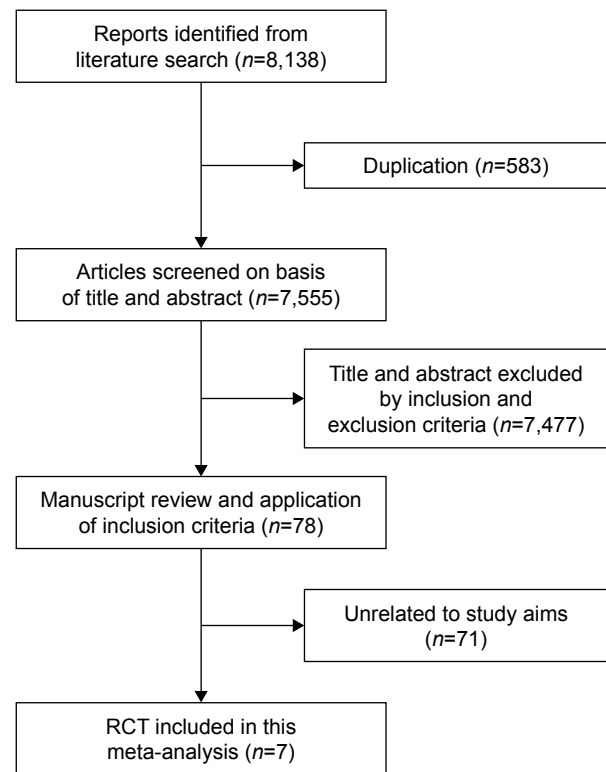 Reports identified from
literature search (n=8,138)
Duplication (n=583)
Articles screened on basis
of title and abstract (n=7,555)
Title and abstract excluded
by inclusion and
exclusion criteria (n=7,477)
Manuscript review and application
of inclusion criteria (n=78)
Unrelated to study aims
(n=71)
RCT included in this
meta-analysis (n=7)